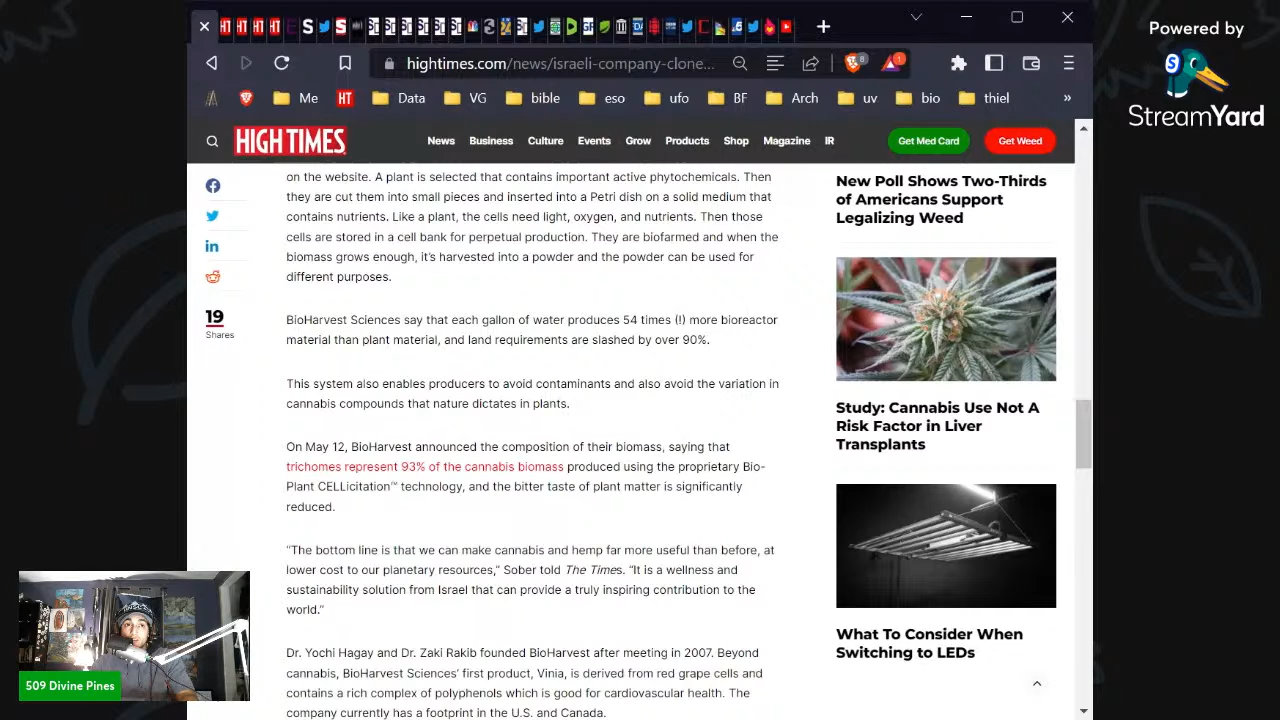 Powered by
StreamYard
hightimes.com/news/israeli-company-clone...
8
1
Me
HT
Data
VG
bible
eso
ufo
BF
Arch
uv
bio
thiel
»
HIGH TIMES
News
Business
Culture
Events
Grow
Products
Shop
Magazine
IR
Get Med Card
Get Weed
on the website. A plant is selected that contains important active phytochemicals. Then
they are cut them into small pieces and inserted into a Petri dish on a solid medium that
contains nutrients. Like a plant, the cells need light, oxygen, and nutrients. Then those
cells are stored in a cell bank for perpetual production. They are biofarmed and when the
biomass grows enough, it's harvested into a powder and the powder can be used for
different purposes.
19
Shares
BioHarvest Sciences say that each gallon of water produces 54 times (!) more bioreactor
material than plant material, and land requirements are slashed by over 90%.
This system also enables producers to avoid contaminants and also avoid the variation in
cannabis compounds that nature dictates in plants.
On May 12, BioHarvest announced the composition of their biomass, saying that
trichomes represent 93% of the cannabis biomass produced using the proprietary Bio-
Plant CELLicitation™ technology, and the bitter taste of plant matter is significantly
reduced.
"The bottom line is that we can make cannabis and hemp far more useful than before, at
lower cost to our planetary resources," Sober told The Times. "It is a wellness and
sustainability solution from Israel that can provide a truly inspiring contribution to the
world."
Dr. Yochi Hagay and Dr. Zaki Rakib founded BioHarvest after meeting in 2007. Beyond
cannabis, BioHarvest Sciences' first product, Vinia, is derived from red grape cells and
contains a rich complex of polyphenols which is good for cardiovascular health. The
company currently has a footprint in the U.S. and Canada.
New Poll Shows Two-Thirds
of Americans Support
Legalizing Weed
Study: Cannabis Use Not A
Risk Factor in Liver
Transplants
What To Consider When
Switching to LEDs
509 Divine Pines